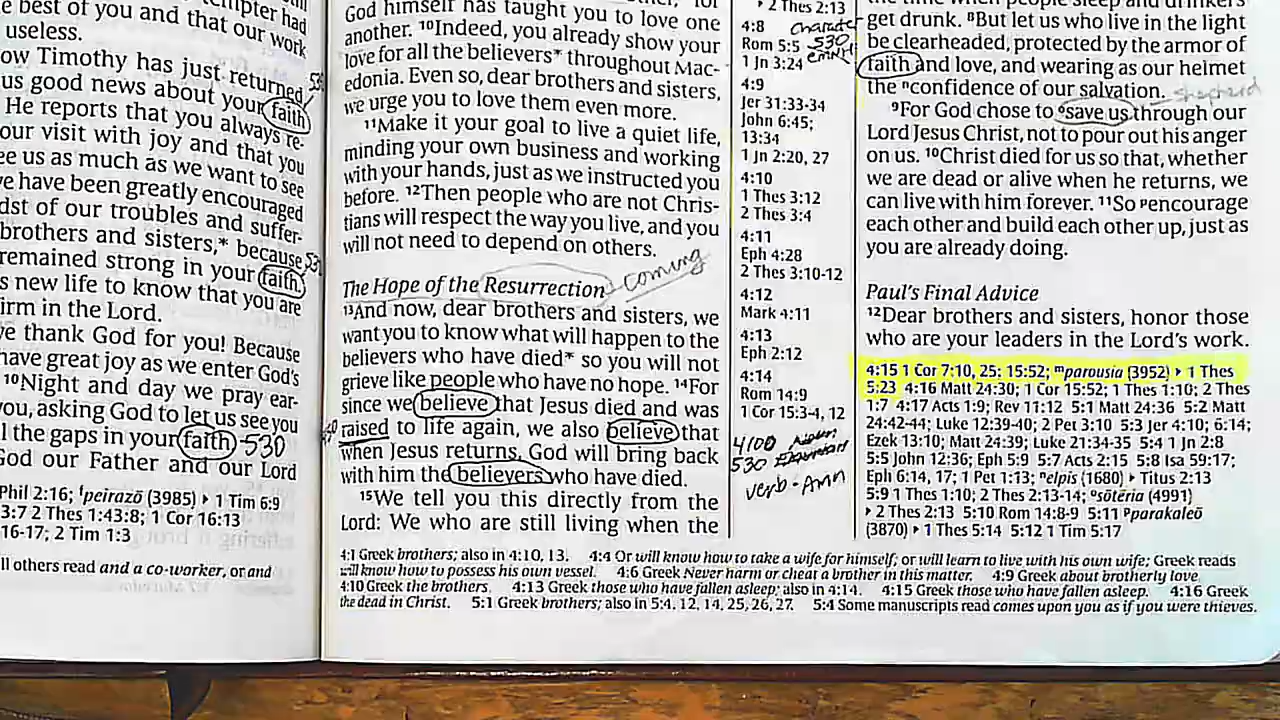 e best of you and that our work
useless.
ow Timothy has just returned
us good news about your faith
He reports that you always re-
our visit with joy and that you
ee us as much as we want to see
ve have been greatly encouraged
dst of our troubles and suffer-
brothers and sisters,* because
remained strong in your faith.
s new life to know that you are
irm in the Lord.
ve thank God for you! Because
have great joy as we enter God's
10Night and day we pray ear-
you, asking God to let us see you
l the gaps in your faith 530
God our Father and our Lord
Phil 2:16; fpeirazō (3985) ▸ 1 Tim 6:9
3:7 2 Thes 1:43:8; 1 Cor 16:13
16-17; 2 Tim 1:3
ll others read and a co-worker, or and
God himself has taught you to love one
another. 10Indeed, you already show your
love for all the believers* throughout Mac-
edonia. Even so, dear brothers and sisters,
we urge you to love them even more.
11Make it your goal to live a quiet life,
minding your own business and working
with your hands, just as we instructed you
before. 12Then people who are not Chris-
tians will respect the way you live, and you
will not need to depend on others.
The Hope of the Resurrection coming
13And now, dear brothers and sisters, we
want you to know what will happen to the
believers who have died* so you will not
grieve like people who have no hope. 14For
since we believe that Jesus died and was
raised to life again, we also believe that
when Jesus returns, God will bring back
with him the believers who have died.
15We tell you this directly from the
Lord: We who are still living when the
▸ 2 Thes 2:13
4:8
Rom 5:5 530
1 Jn 3:24
4:9
Jer 31:33-34
John 6:45;
13:34
1 Jn 2:20, 27
4:10
1 Thes 3:12
2 Thes 3:4
4:11
Eph 4:28
2 Thes 3:10-12
4:12
Mark 4:11
4:13
Eph 2:12
4:14
Rom 14:9
1 Cor 15:3-4, 12
4100 Noun
530
verb-Amn
get drunk. 8But let us who live in the light
be clearheaded, protected by the armor of
faith and love, and wearing as our helmet
the nconfidence of our salvation. shepherd
9For God chose to osave us through our
Lord Jesus Christ, not to pour out his anger
on us. 10Christ died for us so that, whether
we are dead or alive when he returns, we
can live with him forever. 11So pencourage
each other and build each other up, just as
you are already doing.
Paul's Final Advice
12Dear brothers and sisters, honor those
who are your leaders in the Lord's work.
4:15 1 Cor 7:10, 25; 15:52; mparousia (3952) ▸ 1 Thes
5:23 4:16 Matt 24:30; 1 Cor 15:52; 1 Thes 1:10; 2 Thes
1:7 4:17 Acts 1:9; Rev 11:12 5:1 Matt 24:36 5:2 Matt
24:42-44; Luke 12:39-40; 2 Pet 3:10 5:3 Jer 4:10; 6:14;
Ezek 13:10; Matt 24:39; Luke 21:34-35 5:4 1 Jn 2:8
5:5 John 12:36; Eph 5:9 5:7 Acts 2:15 5:8 Isa 59:17;
Eph 6:14, 17; 1 Pet 1:13; nelpis (1680) ▸ Titus 2:13
5:9 1 Thes 1:10; 2 Thes 2:13-14; osōtēria (4991)
▸ 2 Thes 2:13 5:10 Rom 14:8-9 5:11 pparakaleō
(3870) ▸ 1 Thes 5:14 5:12 1 Tim 5:17
4:1 Greek brothers; also in 4:10, 13. 4:4 Or will know how to take a wife for himself; or will learn to live with his own wife; Greek reads
will know how to possess his own vessel. 4:6 Greek Never harm or cheat a brother in this matter. 4:9 Greek about brotherly love.
4:10 Greek the brothers. 4:13 Greek those who have fallen asleep; also in 4:14. 4:15 Greek those who have fallen asleep. 4:16 Greek
the dead in Christ. 5:1 Greek brothers; also in 5:4, 12, 14, 25, 26, 27. 5:4 Some manuscripts read comes upon you as if you were thieves.